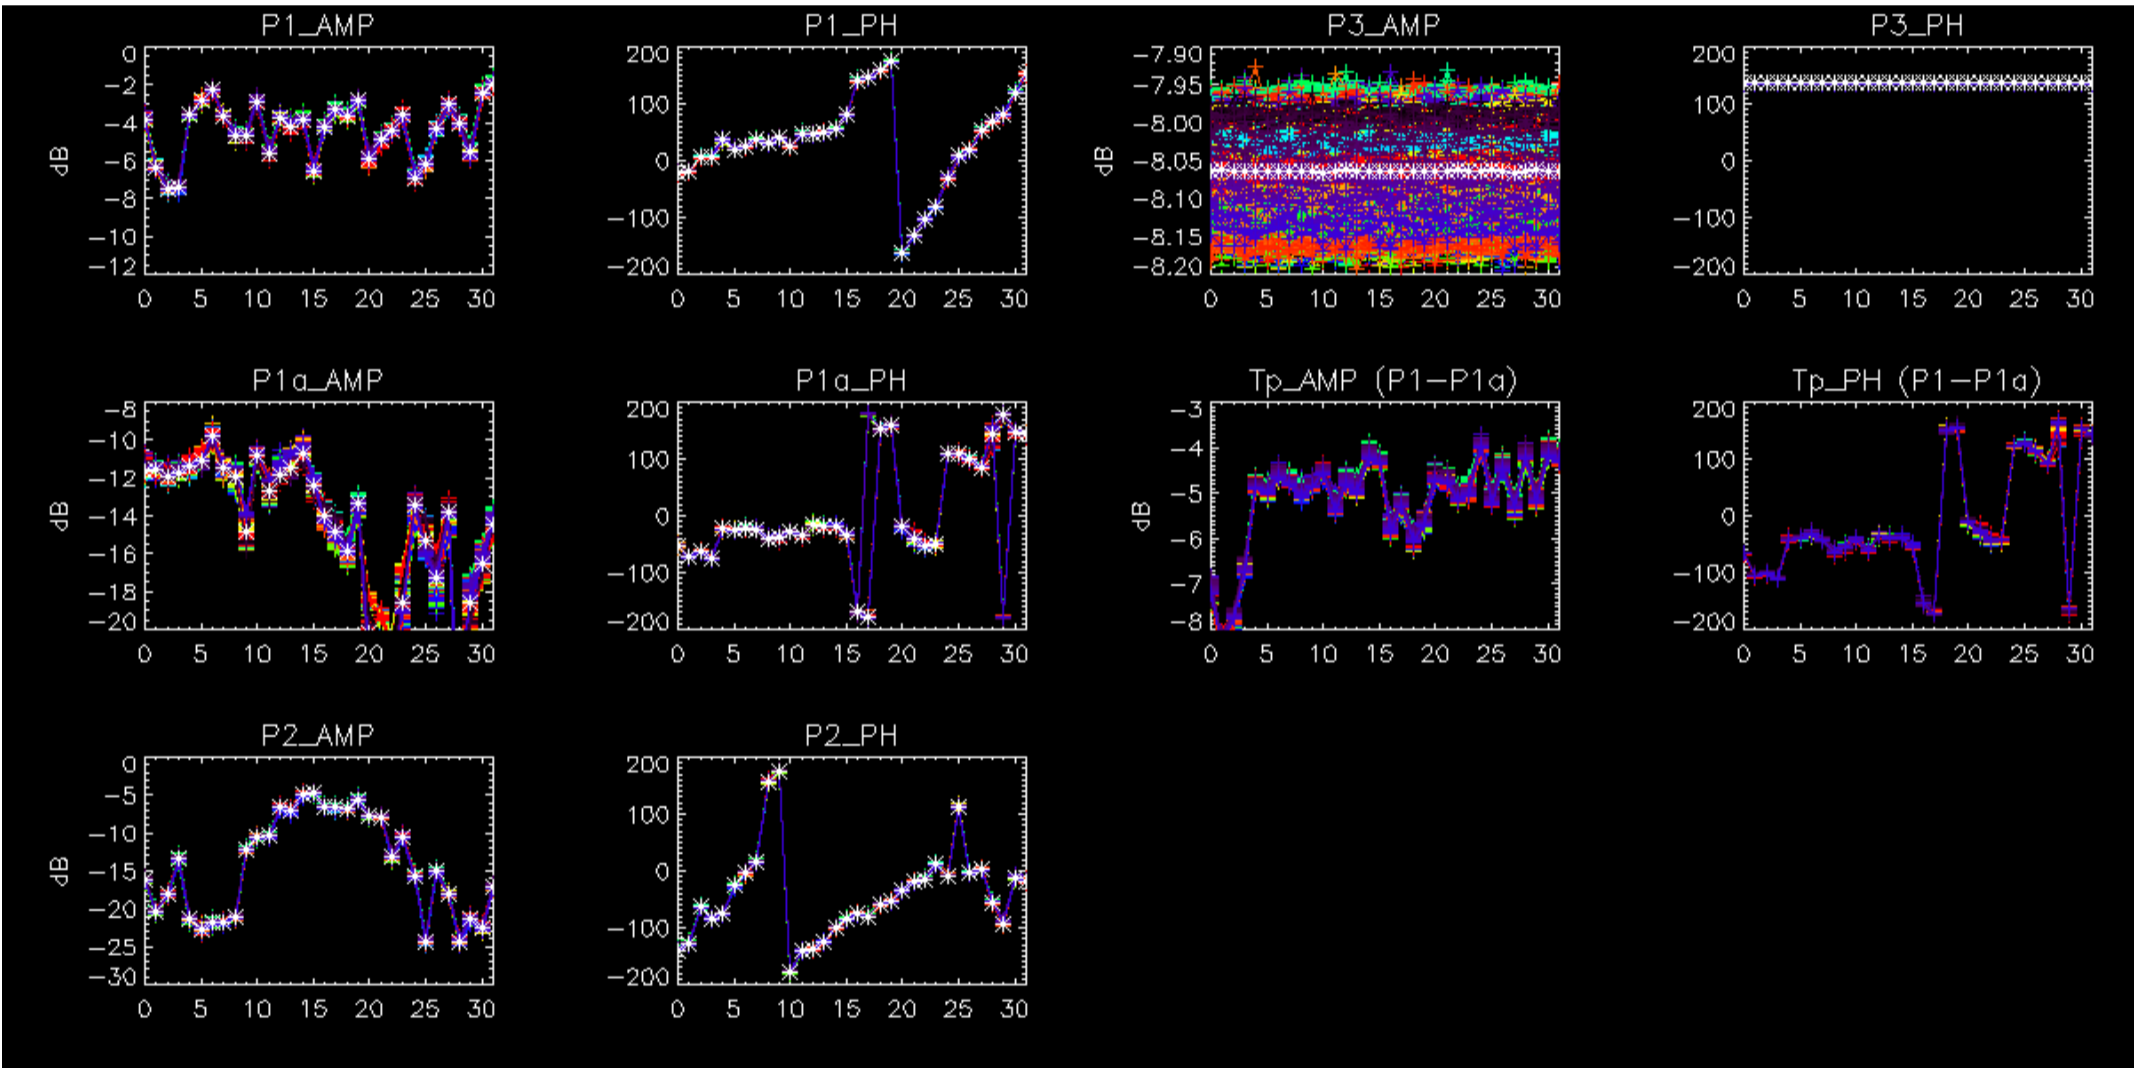 P1_AMP
P1_PH
P3_AMP
P3_PH
0
−2
−4
−6
−8
−10
−12
dB
0 5 10 15 20 25 30
200
100
0
−100
−200
0 5 10 15 20 25 30
−7.90
−7.95
−8.00
−8.05
−8.10
−8.15
−8.20
dB
0 5 10 15 20 25 30
200
100
0
−100
−200
0 5 10 15 20 25 30
P1a_AMP
P1a_PH
Tp_AMP (P1−P1a)
Tp_PH (P1−P1a)
−8
−10
−12
−14
−16
−18
−20
dB
0 5 10 15 20 25 30
200
100
0
−100
−200
0 5 10 15 20 25 30
−3
−4
−5
−6
−7
−8
dB
0 5 10 15 20 25 30
200
100
0
−100
−200
0 5 10 15 20 25 30
P2_AMP
P2_PH
0
−5
−10
−15
−20
−25
−30
dB
0 5 10 15 20 25 30
200
100
0
−100
−200
0 5 10 15 20 25 30